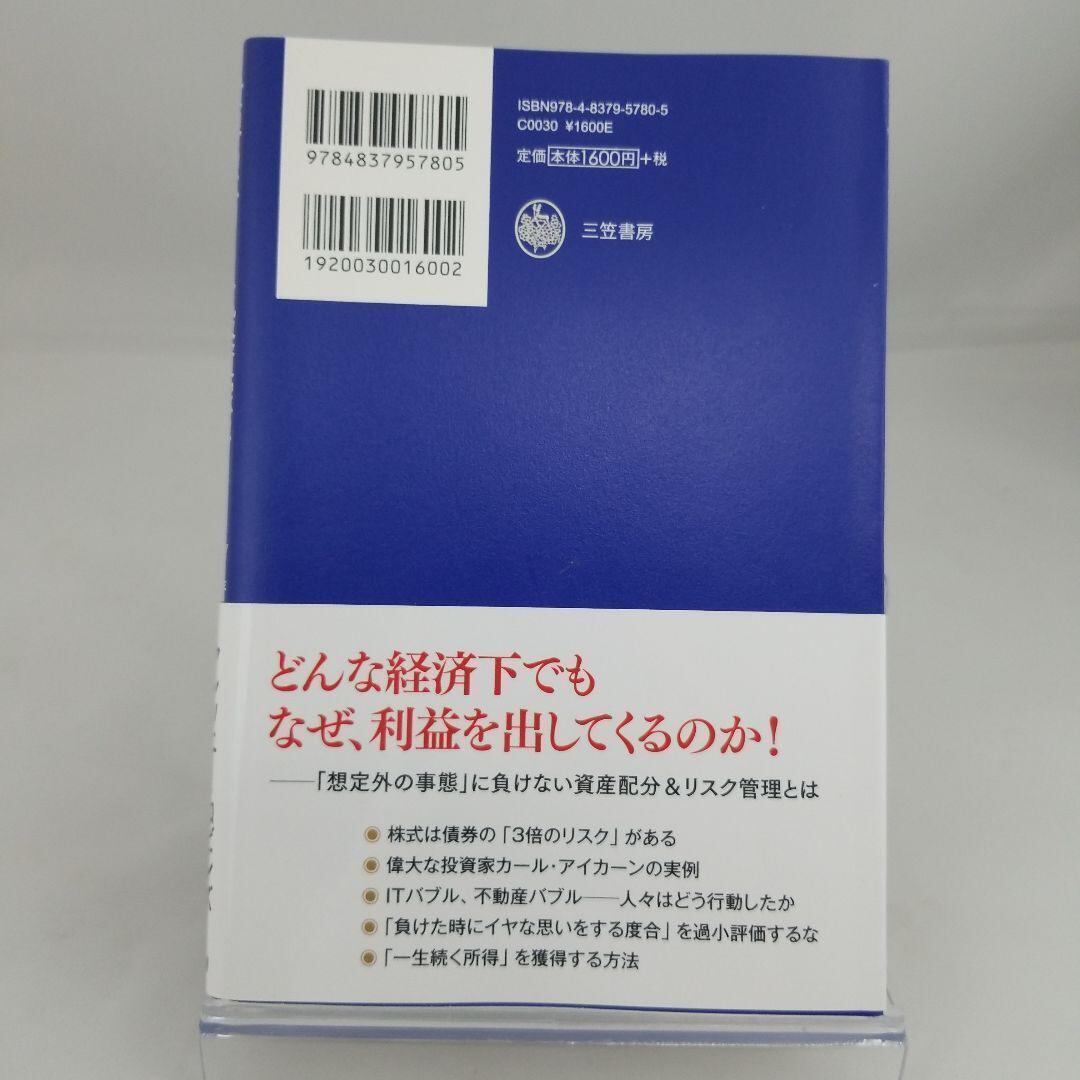 9784837957805
1920030016002
ISBN978-4-8379-5780-5
C0030 ¥1600E
定価 本体1600円 +税
三笠書房
どんな経済下でも
なぜ、利益を出してくるのか!
──「想定外の事態」に負けない資産配分&リスク管理とは
株式は債券の「3倍のリスク」がある
偉大な投資家カール・アイカーンの実例
ITバブル、不動産バブル──人々はどう行動したか
「負けた時にイヤな思いをする度合」を過小評価するな
「一生続く所得」を獲得する方法